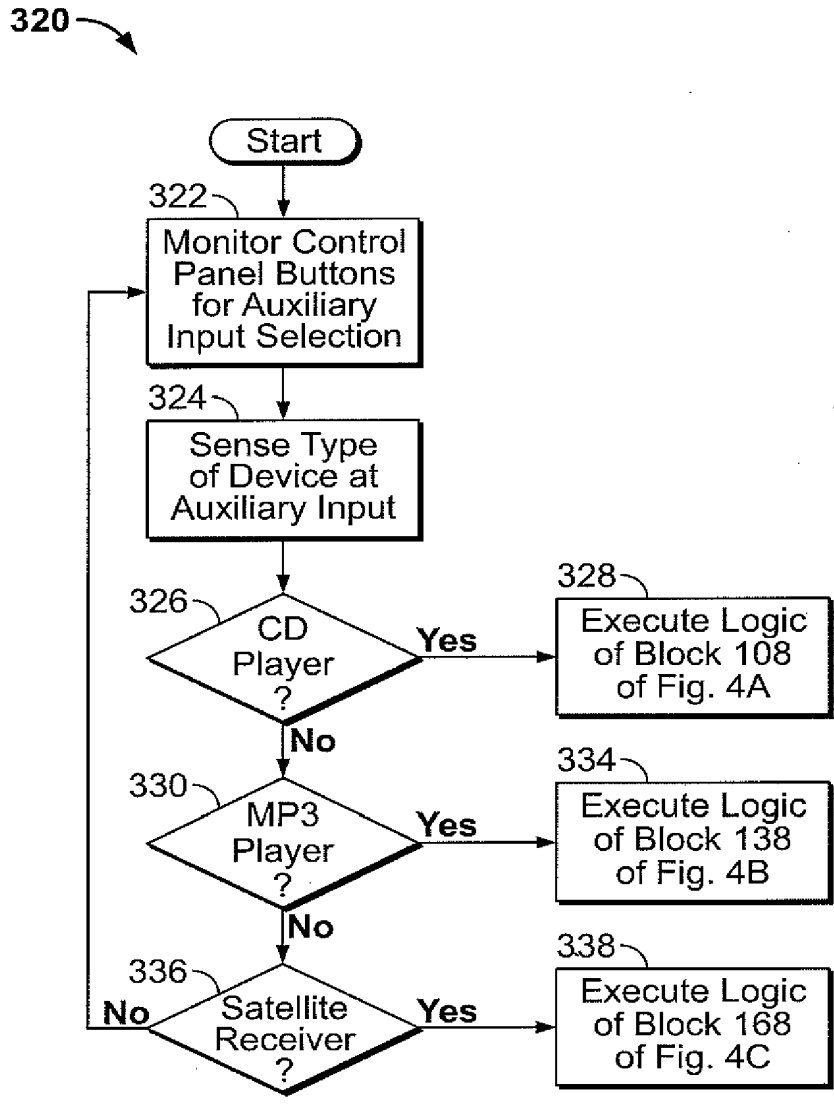 320
Start
322
Monitor Control
Panel Buttons
for Auxiliary
Input Selection
324
Sense Type
of Device at
Auxiliary Input
326
CD
Player
?
Yes
328
Execute Logic
of Block 108
of Fig. 4A
No
330
MP3
Player
?
Yes
334
Execute Logic
of Block 138
of Fig. 4B
No
336
Satellite
Receiver
?
No
Yes
338
Execute Logic
of Block 168
of Fig. 4C